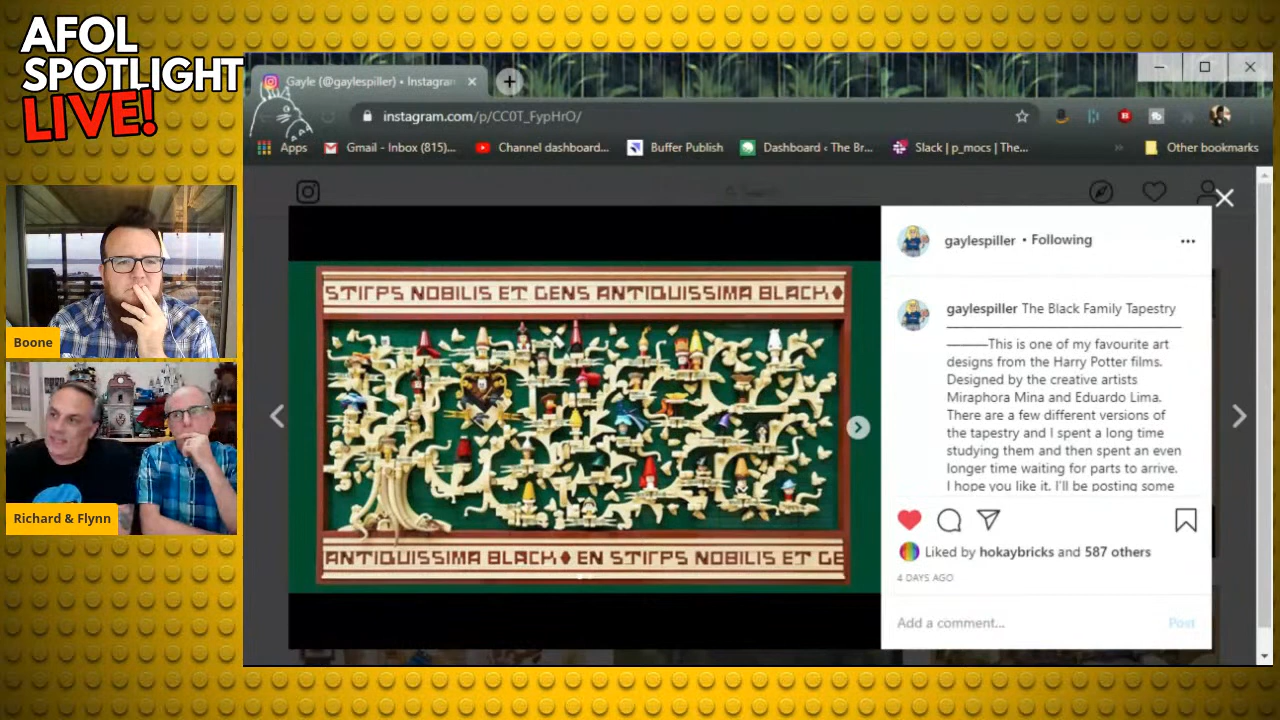 AFOL
SPOTLIGHT
LIVE!
Boone
Richard & Flynn
Gayle (@gaylespiller) • Instagram
instagram.com/p/CC0T_FypHrO/
Apps
Gmail - Inbox (815)...
Channel dashboard...
Buffer Publish
Dashboard ‹ The Br...
Slack | p_mocs | The...
Other bookmarks
STIRPS NOBILIS ET GENS ANTIQUISSIMA BLACK
ANTIQUISSIMA BLACK♦ EN STIRPS NOBILIS ET GE
gaylespiller • Following
gaylespiller The Black Family Tapestry
———This is one of my favourite art
designs from the Harry Potter films.
Designed by the creative artists
Miraphora Mina and Eduardo Lima.
There are a few different versions of
the tapestry and I spent a long time
studying them and then spent an even
longer time waiting for parts to arrive.
I hope you like it. I'll be posting some
Liked by hokaybricks and 587 others
4 DAYS AGO
Add a comment...
Post